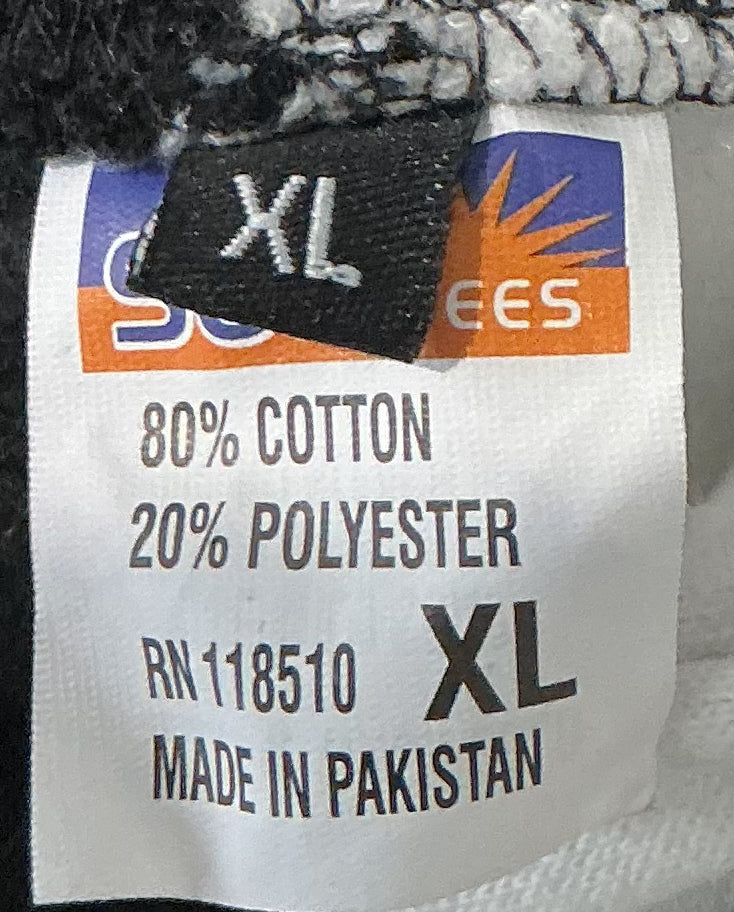 XL
EES
80% COTTON
20% POLYESTER
RN 118510 XL
MADE IN PAKISTAN